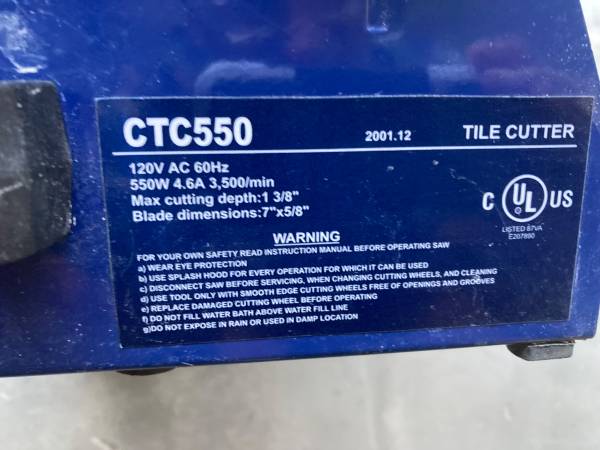 CTC550 2001.12 TILE CUTTER
120V AC 60Hz
550W 4.6A 3,500/min
Max cutting depth:1 3/8"
Blade dimensions:7"x5/8"
C UL US
LISTED 87VA
E207890
WARNING
FOR YOUR OWN SAFETY READ INSTRUCTION MANUAL BEFORE OPERATING SAW
a) WEAR EYE PROTECTION
b) USE SPLASH HOOD FOR EVERY OPERATION FOR WHICH IT CAN BE USED
c) DISCONNECT SAW BEFORE SERVICING, WHEN CHANGING CUTTING WHEELS, AND CLEANING
d) USE TOOL ONLY WITH SMOOTH EDGE CUTTING WHEELS FREE OF OPENINGS AND GROOVES
e) REPLACE DAMAGED CUTTING WHEEL BEFORE OPERATING
f) DO NOT FILL WATER BATH ABOVE WATER FILL LINE
g)DO NOT EXPOSE IN RAIN OR USED IN DAMP LOCATION